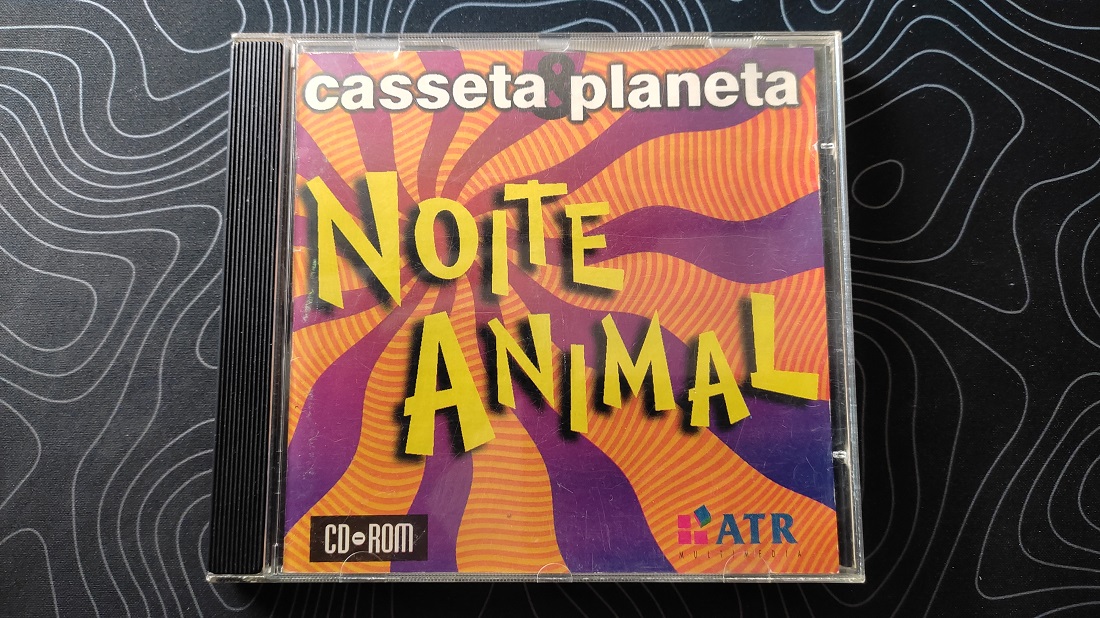 casseta&planeta
NOITE
ANIMAL
CD-ROM
ATR
MULTIMEDIA